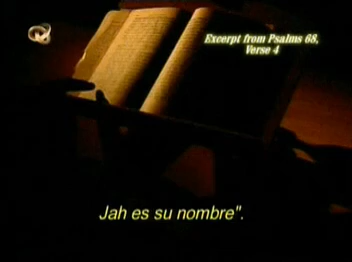 Excerpt from Psalms 68,
Verse 4
Jah es su nombre".